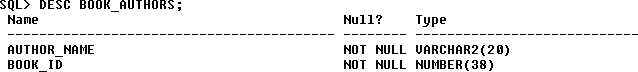 SQL> DESC BOOK_AUTHORS;
Name Null? Type
----------------------------------------- -------- ----------------------------
AUTHOR_NAME NOT NULL VARCHAR2(20)
BOOK_ID NOT NULL NUMBER(38)